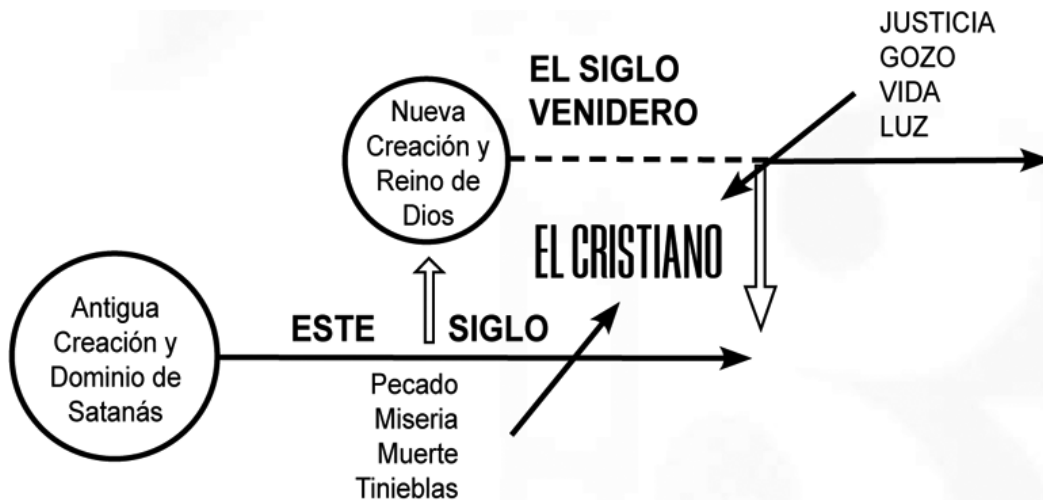 JUSTICIA
GOZO
VIDA
LUZ
EL SIGLO
VENIDERO
Nueva
Creación y
Reino de
Dios
EL CRISTIANO
Antigua
Creación y
Dominio de
Satanás
ESTE SIGLO
Pecado
Miseria
Muerte
Tinieblas